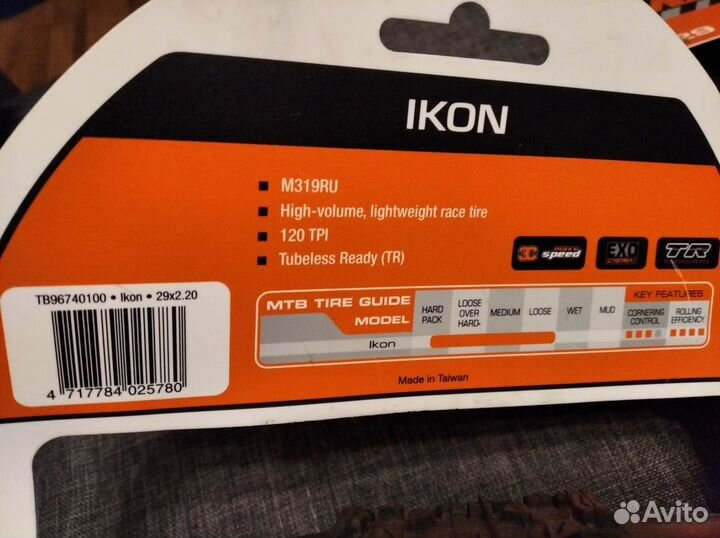 IKON
M319RU
High-volume, lightweight race tire
120 TPI
Tubeless Ready (TR)
3C maxx speed
EXO
TR
TB96740100 • Ikon • 29x2.20
4 717784 025780
MTB TIRE GUIDE
MODEL
HARD PACK
LOOSE OVER HARD
MEDIUM
LOOSE
WET
MUD
KEY FEATURES
CORNERING CONTROL
ROLLING EFFICIENCY
Ikon
Made in Taiwan
Avito